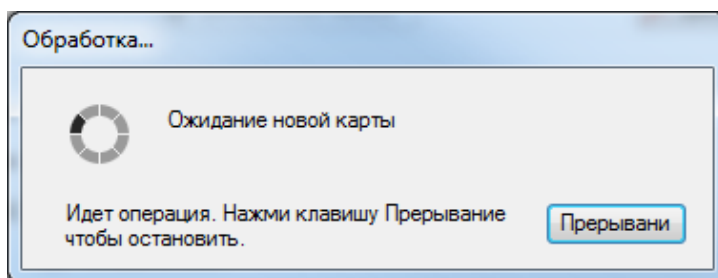 Обработка...
Ожидание новой карты
Идет операция. Нажми клавишу Прерывание
чтобы остановить.
Прерывани